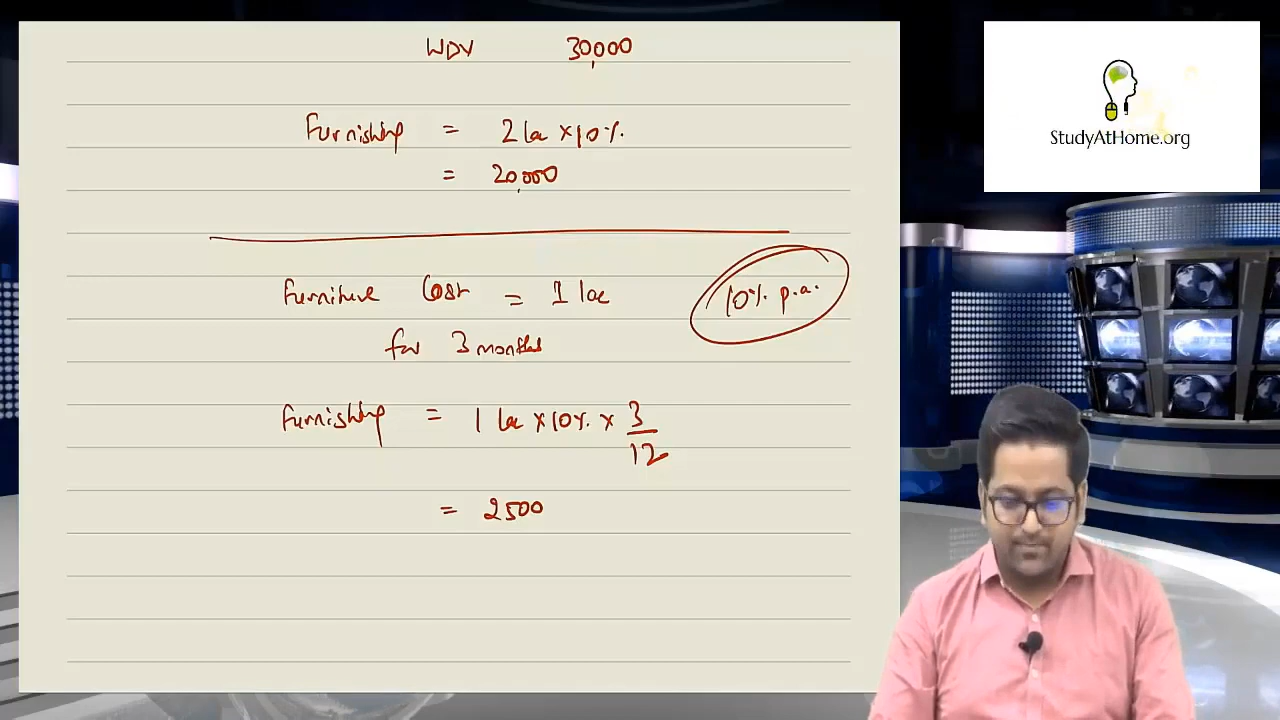 WDV 30,000
Furnishing = 2 lac × 10%
= 20,000
Furniture Cost = 1 lac
for 3 months
10% p.a.
Furnishing = 1 lac × 10% × 3/12
= 2500
StudyAtHome.org